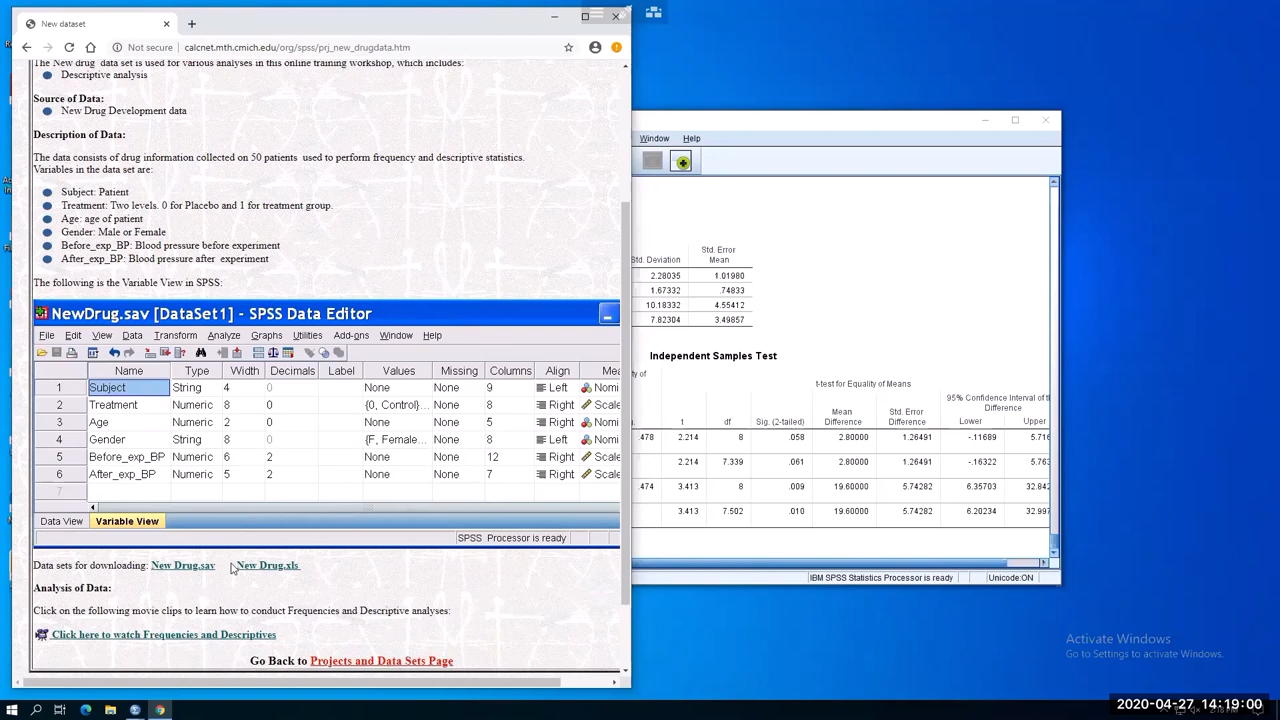 New dataset
Not secure
calcnet.mth.cmich.edu/org/spss/prj_new_drugdata.htm
The New drug data set is used for various analyses in this online training workshop, which includes:
Descriptive analysis
Source of Data:
New Drug Development data
Description of Data:
The data consists of drug information collected on 50 patients used to perform frequency and descriptive statistics.
Variables in the data set are:
Subject: Patient
Treatment: Two levels. 0 for Placebo and 1 for treatment group.
Age: age of patient
Gender: Male or Female
Before_exp_BP: Blood pressure before experiment
After_exp_BP: Blood pressure after experiment
The following is the Variable View in SPSS:
NewDrug.sav [DataSet1] - SPSS Data Editor
File Edit View Data Transform Analyze Graphs Utilities Add-ons Window Help
Name Type Width Decimals Label Values Missing Columns Align Mea
1 Subject String 4 0 None None 9 Left Nomi
2 Treatment Numeric 8 0 {0, Control}... None 8 Right Scale
3 Age Numeric 2 0 None None 5 Right Scale
4 Gender String 8 0 {F, Female... None 8 Left Nomi
5 Before_exp_BP Numeric 6 2 None None 12 Right Scale
6 After_exp_BP Numeric 5 2 None None 7 Right Scale
7
Data View Variable View
SPSS Processor is ready
Data sets for downloading: New Drug.sav New Drug.xls
Analysis of Data:
Click on the following movie clips to learn how to conduct Frequencies and Descriptive analyses:
Click here to watch Frequencies and Descriptives
Go Back to Projects and Data Sets Page
Window Help
Std. Deviation Std. Error Mean
2.28035 1.01980
1.67332 .74833
10.18332 4.55412
7.82304 3.49857
Independent Samples Test
t-test for Equality of Means
95% Confidence Interval of th
Difference
t df Sig. (2-tailed) Mean Difference Std. Error Difference Lower Upper
.478 2.214 8 .058 2.80000 1.26491 -.11689 5.716
2.214 7.339 .061 2.80000 1.26491 -.16322 5.763
.474 3.413 8 .009 19.60000 5.74282 6.35703 32.842
3.413 7.502 .010 19.60000 5.74282 6.20234 32.997
IBM SPSS Statistics Processor is ready Unicode:ON
Activate Windows
Go to Settings to activate Windows.
2020-04-27 14:19:00